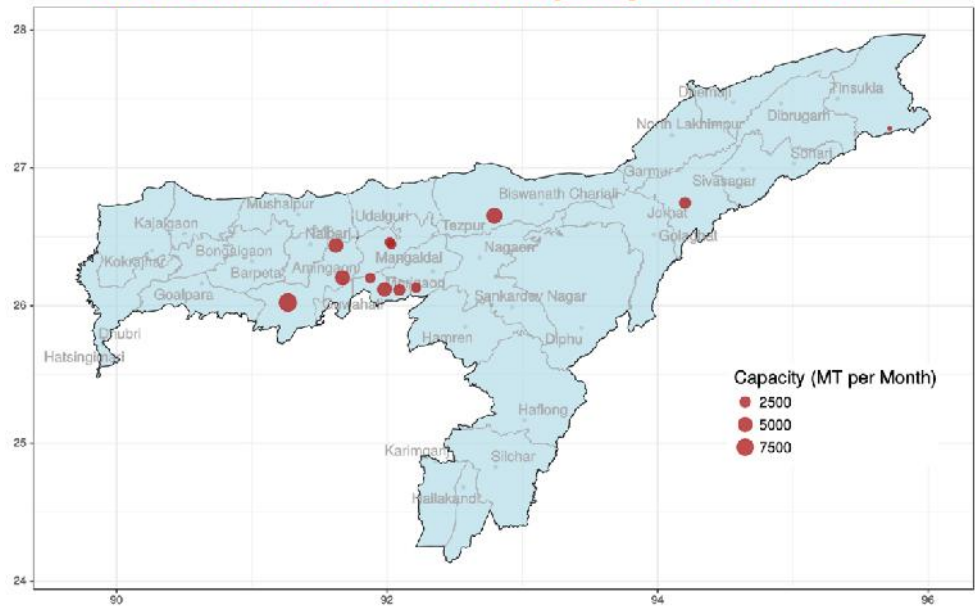 28
Dhemaji
Tinsukia
Dibrugarh
North Lakhimpur
27
Sonari
Garmur
Sivasagar
Biswanath Chariali
Mushalpur
Udalguri
Kajalgaon
Tezpur
Jorhat
Nalbari
Golaghat
Bongaigaon
Nagaon
Kokrajhar
Mangaldai
Amingaon
Barpeta
Morigaon
Goalpara
Sankardev Nagar
26
Guwahati
Dhubri
Hamren
Diphu
Hatsingimari
Capacity (MT per Month)
2500
5000
7500
Haflong
25
Karimganj
Silchar
Hailakandi
24
90
92
94
96